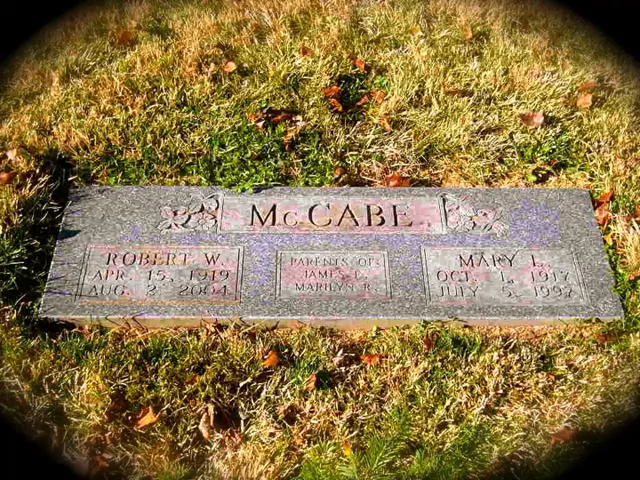 McCABE
ROBERT W.
APR. 15, 1919
AUG. 2, 2004
PARENTS OF:
JAMES E.
MARILYN R.
MARY L.
OCT. 1, 1917
JULY 5, 1997